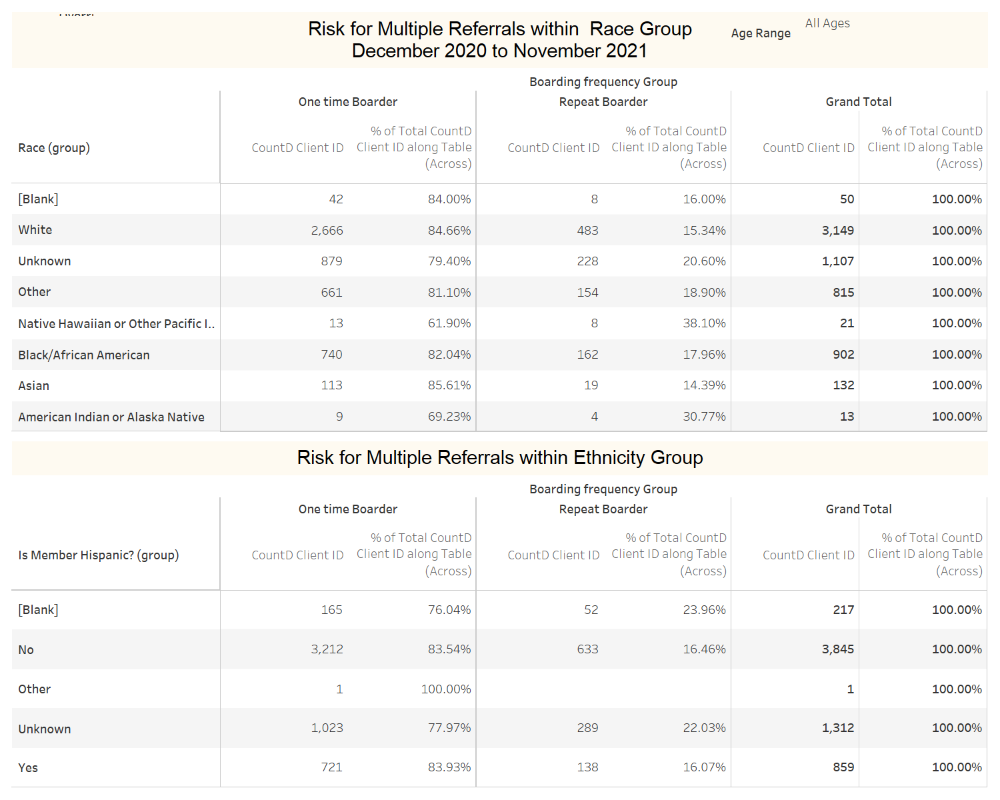 Risk for Multiple Referrals within Race Group
December 2020 to November 2021
Age Range
All Ages
Boarding frequency Group
One time Boarder Repeat Boarder Grand Total
Race (group) CountD Client ID % of Total CountD Client ID along Table (Across) CountD Client ID % of Total CountD Client ID along Table (Across) CountD Client ID % of Total CountD Client ID along Table (Across)
[Blank] 42 84.00% 8 16.00% 50 100.00%
White 2,666 84.66% 483 15.34% 3,149 100.00%
Unknown 879 79.40% 228 20.60% 1,107 100.00%
Other 661 81.10% 154 18.90% 815 100.00%
Native Hawaiian or Other Pacific I.. 13 61.90% 8 38.10% 21 100.00%
Black/African American 740 82.04% 162 17.96% 902 100.00%
Asian 113 85.61% 19 14.39% 132 100.00%
American Indian or Alaska Native 9 69.23% 4 30.77% 13 100.00%
Risk for Multiple Referrals within Ethnicity Group
Boarding frequency Group
One time Boarder Repeat Boarder Grand Total
Is Member Hispanic? (group) CountD Client ID % of Total CountD Client ID along Table (Across) CountD Client ID % of Total CountD Client ID along Table (Across) CountD Client ID % of Total CountD Client ID along Table (Across)
[Blank] 165 76.04% 52 23.96% 217 100.00%
No 3,212 83.54% 633 16.46% 3,845 100.00%
Other 1 100.00% 1 100.00%
Unknown 1,023 77.97% 289 22.03% 1,312 100.00%
Yes 721 83.93% 138 16.07% 859 100.00%